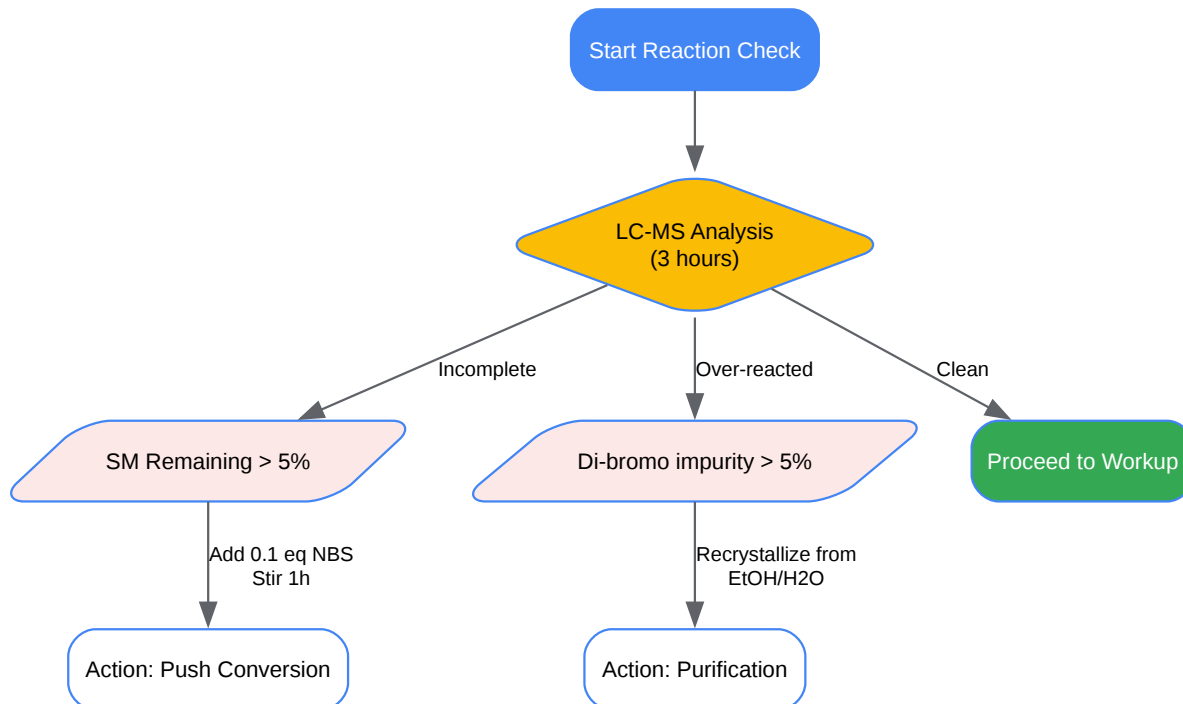 Start Reaction Check
LC-MS Analysis
(3 hours)
Incomplete
Over-reacted
Clean
SM Remaining > 5%
Di-bromo impurity > 5%
Proceed to Workup
Add 0.1 eq NBS
Stir 1h
Recrystallize from
EtOH/H2O
Action: Push Conversion
Action: Purification